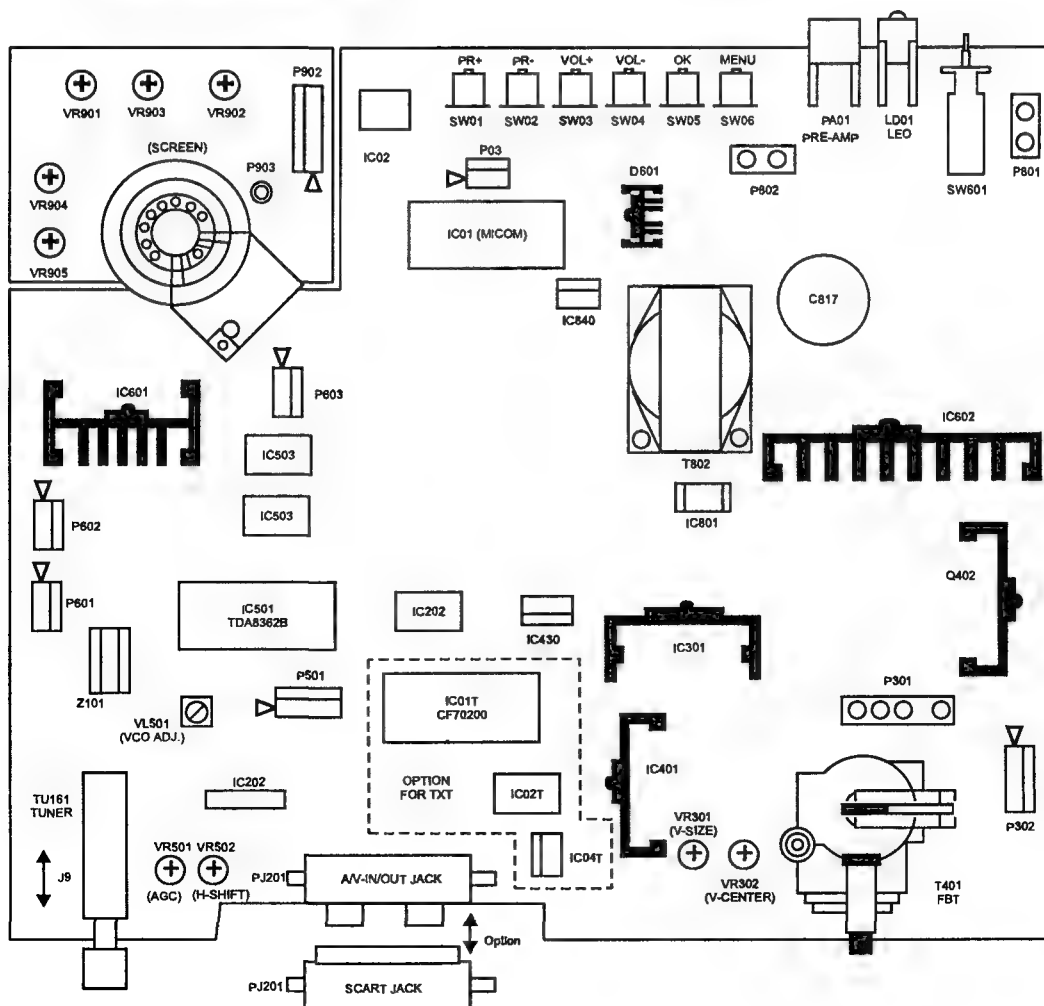 PR+ PR- VOL+ VOL- OK MENU
P902
VR901 VR903 VR902
SW01 SW02 SW03 SW04 SW05 SW06
PA01
PRE-AMP
LD01
LEO
IC02
(SCREEN)
P903
P03
D601
P802
SW601
P801
VR904
IC01 (MICOM)
VR905
IC840
C817
IC601
P603
IC602
IC503
T802
IC503
IC801
P602
Q402
P601
IC501
TDA8362B
IC202
IC430
IC301
Z101
P501
IC01T
CF70200
P301
VL501
(VCO ADJ.)
IC401
OPTION
FOR TXT
IC02T
TU161
TUNER
IC202
VR301
(V-SIZE)
P302
J9
VR501 VR502
(AGC) (H-SHIFT)
PJ201
A/V-IN/OUT JACK
IC04T
VR302
(V-CENTER)
T401
FBT
Option
PJ201
SCART JACK